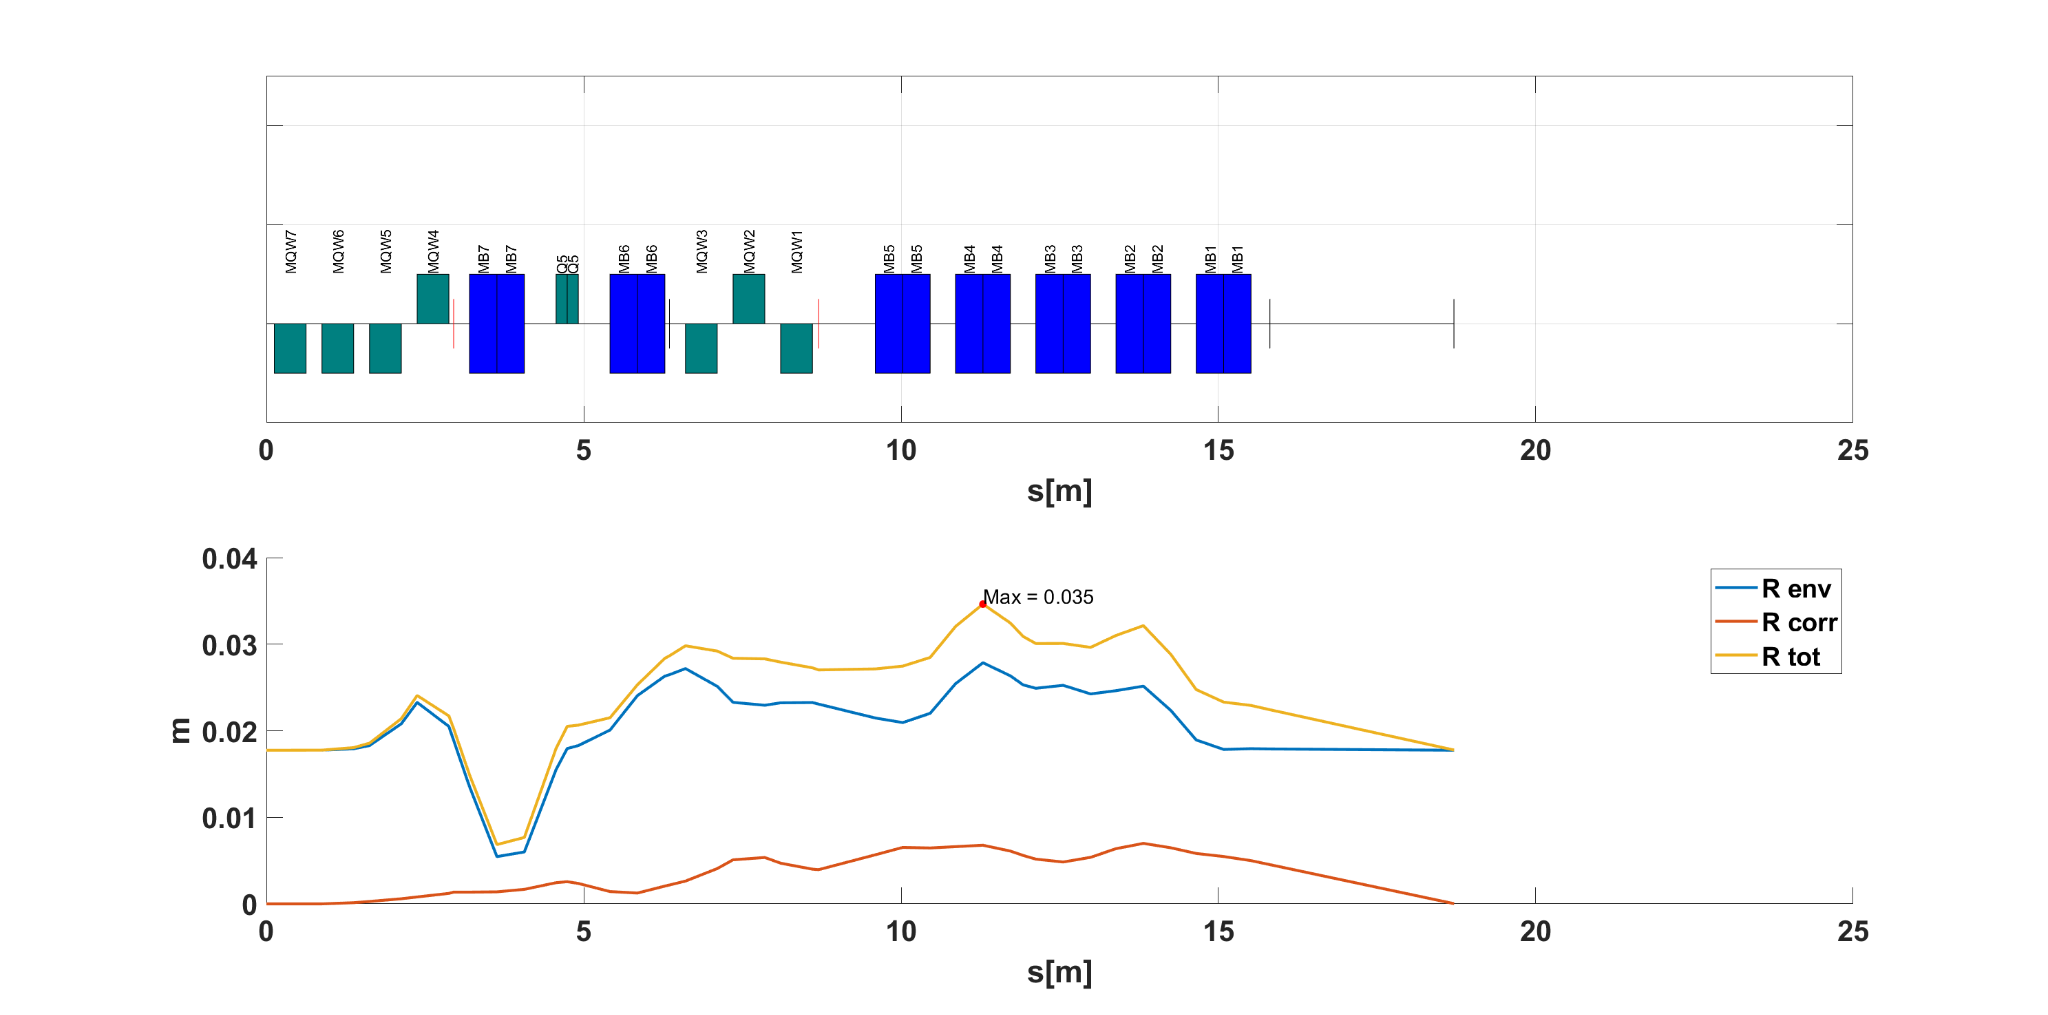 MQW7 MQW6 MQW5 MQW4 MB7 MB7 Q5 Q5 MB6 MB6 MQW3 MQW2 MQW1 MB5 MB5 MB4 MB4 MB3 MB3 MB2 MB2 MB1 MB1
0 5 10 15 20 25
s[m]
0.04
0.03
0.02
0.01
0
m
Max = 0.035
R env
R corr
R tot
0 5 10 15 20 25
s[m]